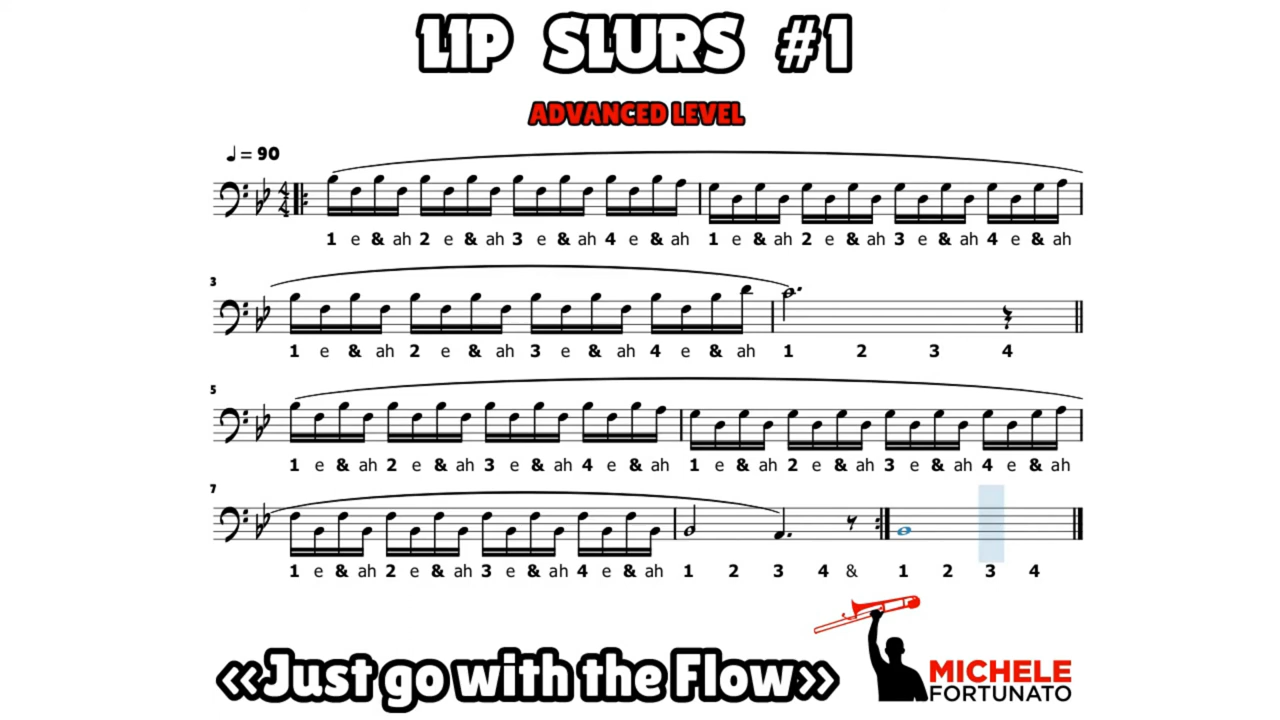 LIP SLURS #1
ADVANCED LEVEL
♩ = 90
4/4
1 e & ah 2 e & ah 3 e & ah 4 e & ah 1 e & ah 2 e & ah 3 e & ah 4 e & ah
3
1 e & ah 2 e & ah 3 e & ah 4 e & ah 1 2 3 4
5
1 e & ah 2 e & ah 3 e & ah 4 e & ah 1 e & ah 2 e & ah 3 e & ah 4 e & ah
7
1 e & ah 2 e & ah 3 e & ah 4 e & ah 1 2 3 4 & 1 2 3 4
«Just go with the Flow»
MICHELE
FORTUNATO